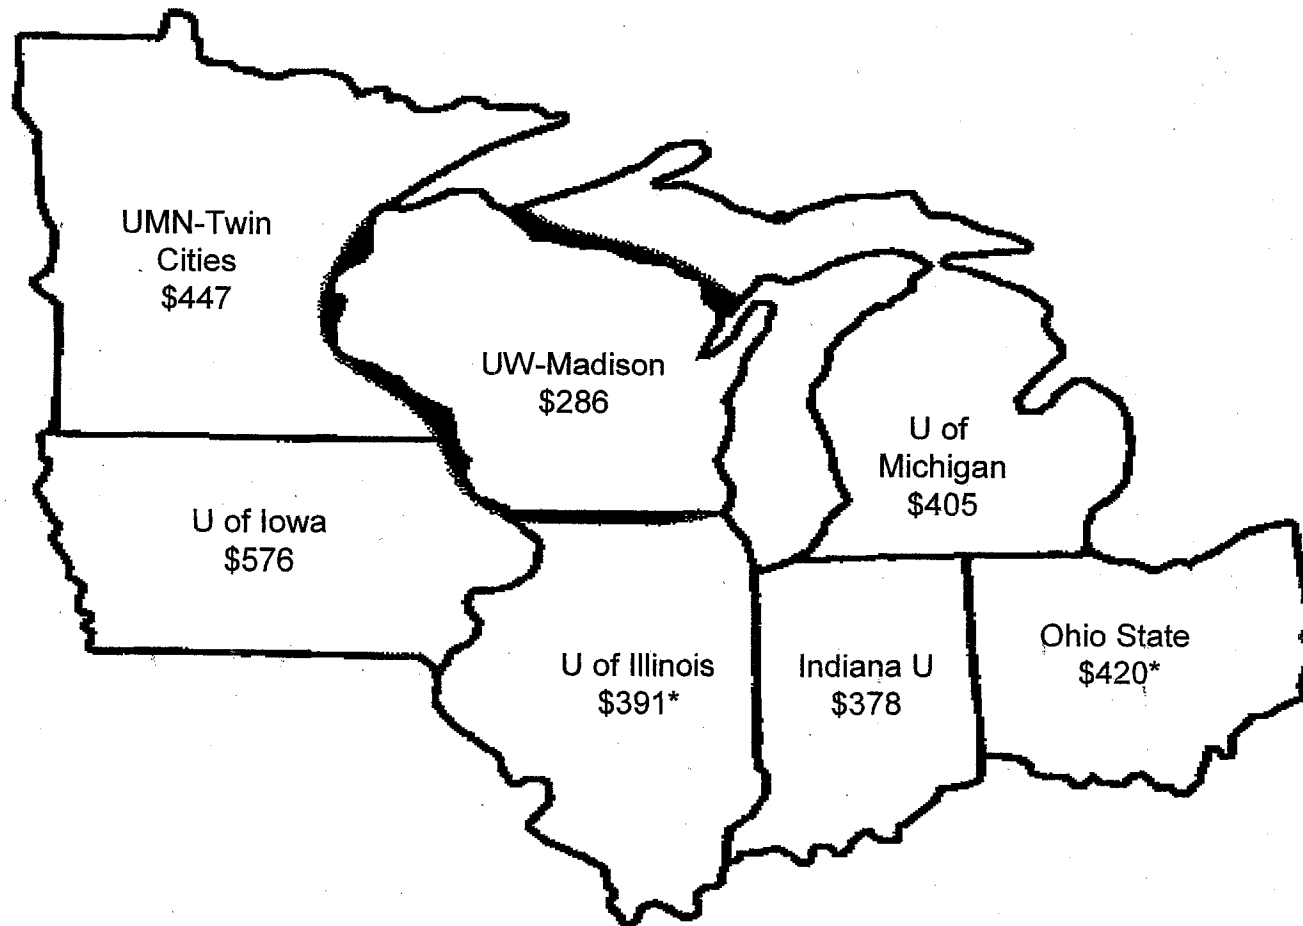 UMN-Twin
Cities
$447
UW-Madison
$286
U of
Michigan
$405
U of Iowa
$576
U of Illinois
$391*
Indiana U
$378
Ohio State
$420*